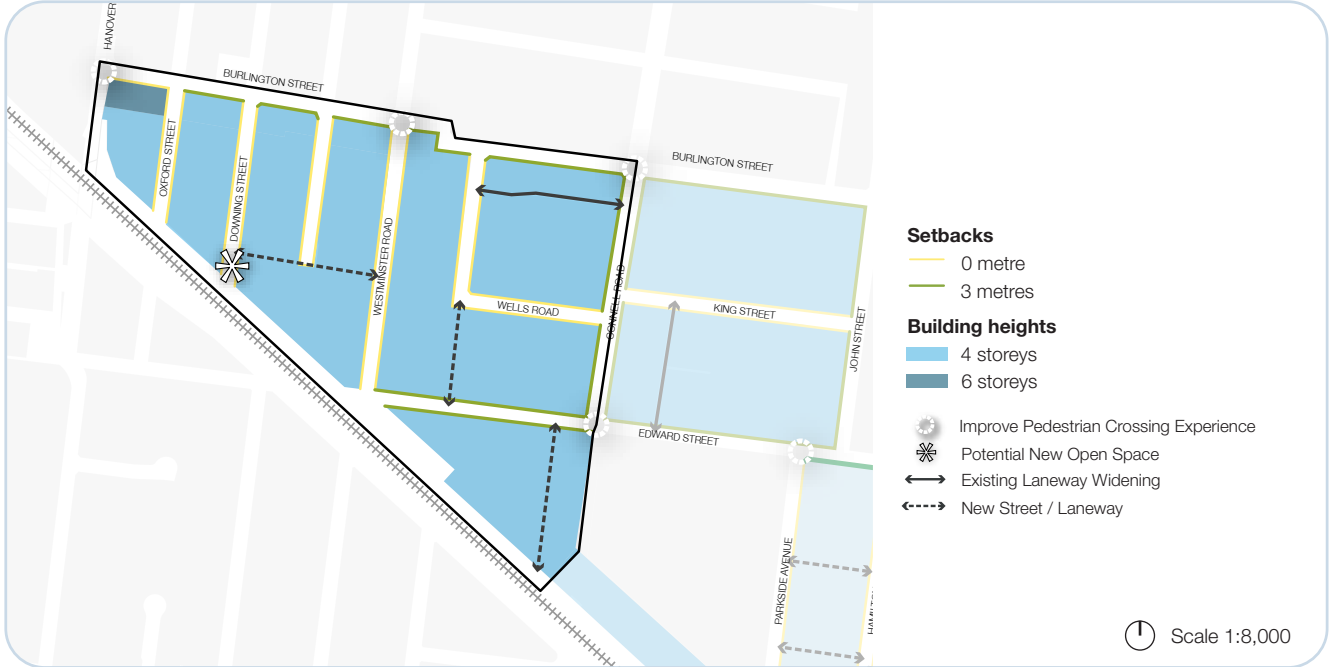 HANOVER
BURLINGTON STREET
OXFORD STREET
DOWNING STREET
WESTMINSTER ROAD
BURLINGTON STREET
WELLS ROAD
CONNELL ROAD
KING STREET
JOHN STREET
EDWARD STREET
PARKSIDE AVENUE
Setbacks
0 metre
3 metres
Building heights
4 storeys
6 storeys
Improve Pedestrian Crossing Experience
Potential New Open Space
Existing Laneway Widening
New Street / Laneway
Scale 1:8,000